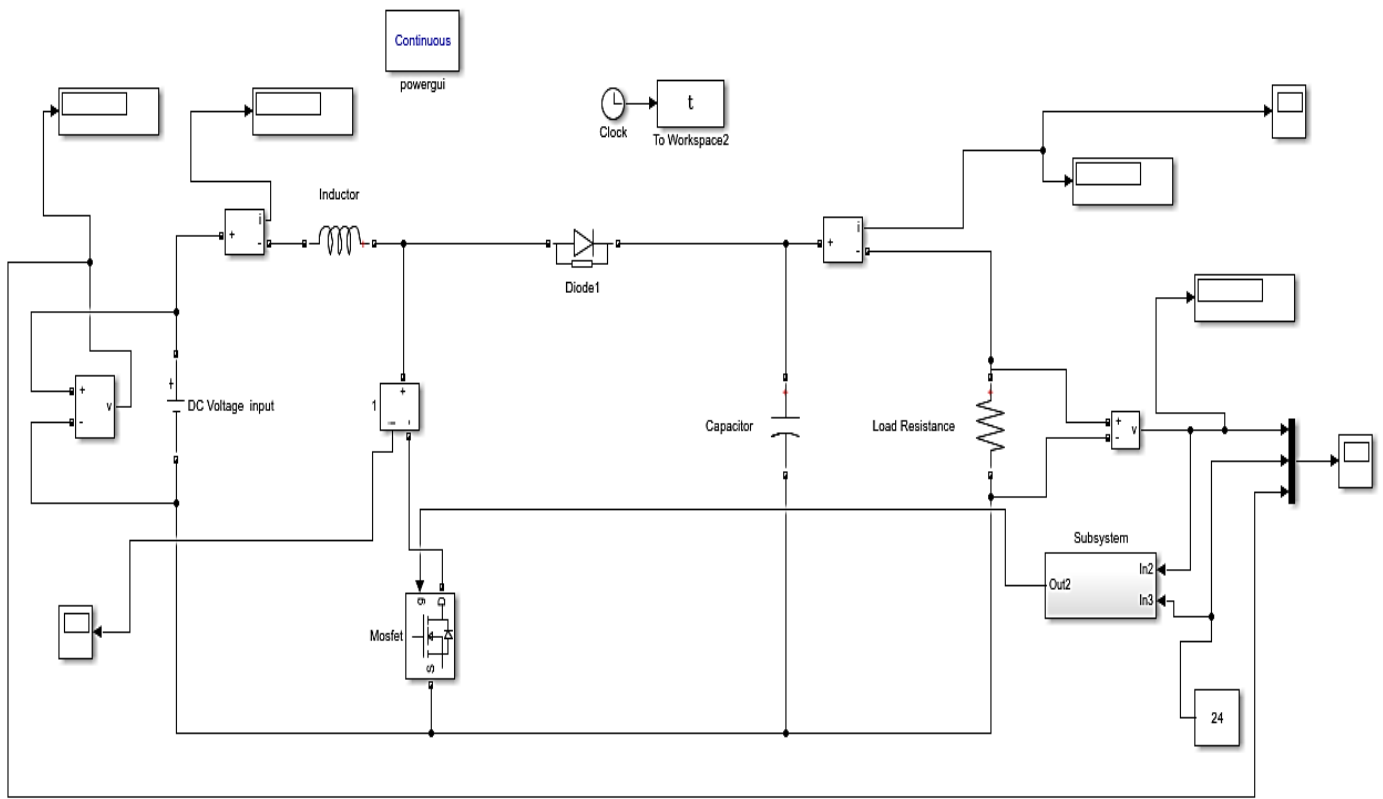 Continuous
powergui
t
Clock
To Workspace2
Inductor
i
+
-
i
+
-
Diode1
+
-
v
+
DC Voltage input
1
+
-
Capacitor
Load Resistance
+
-
v
Subsystem
In2
Out2
In3
g
D
Mosfet
S
24